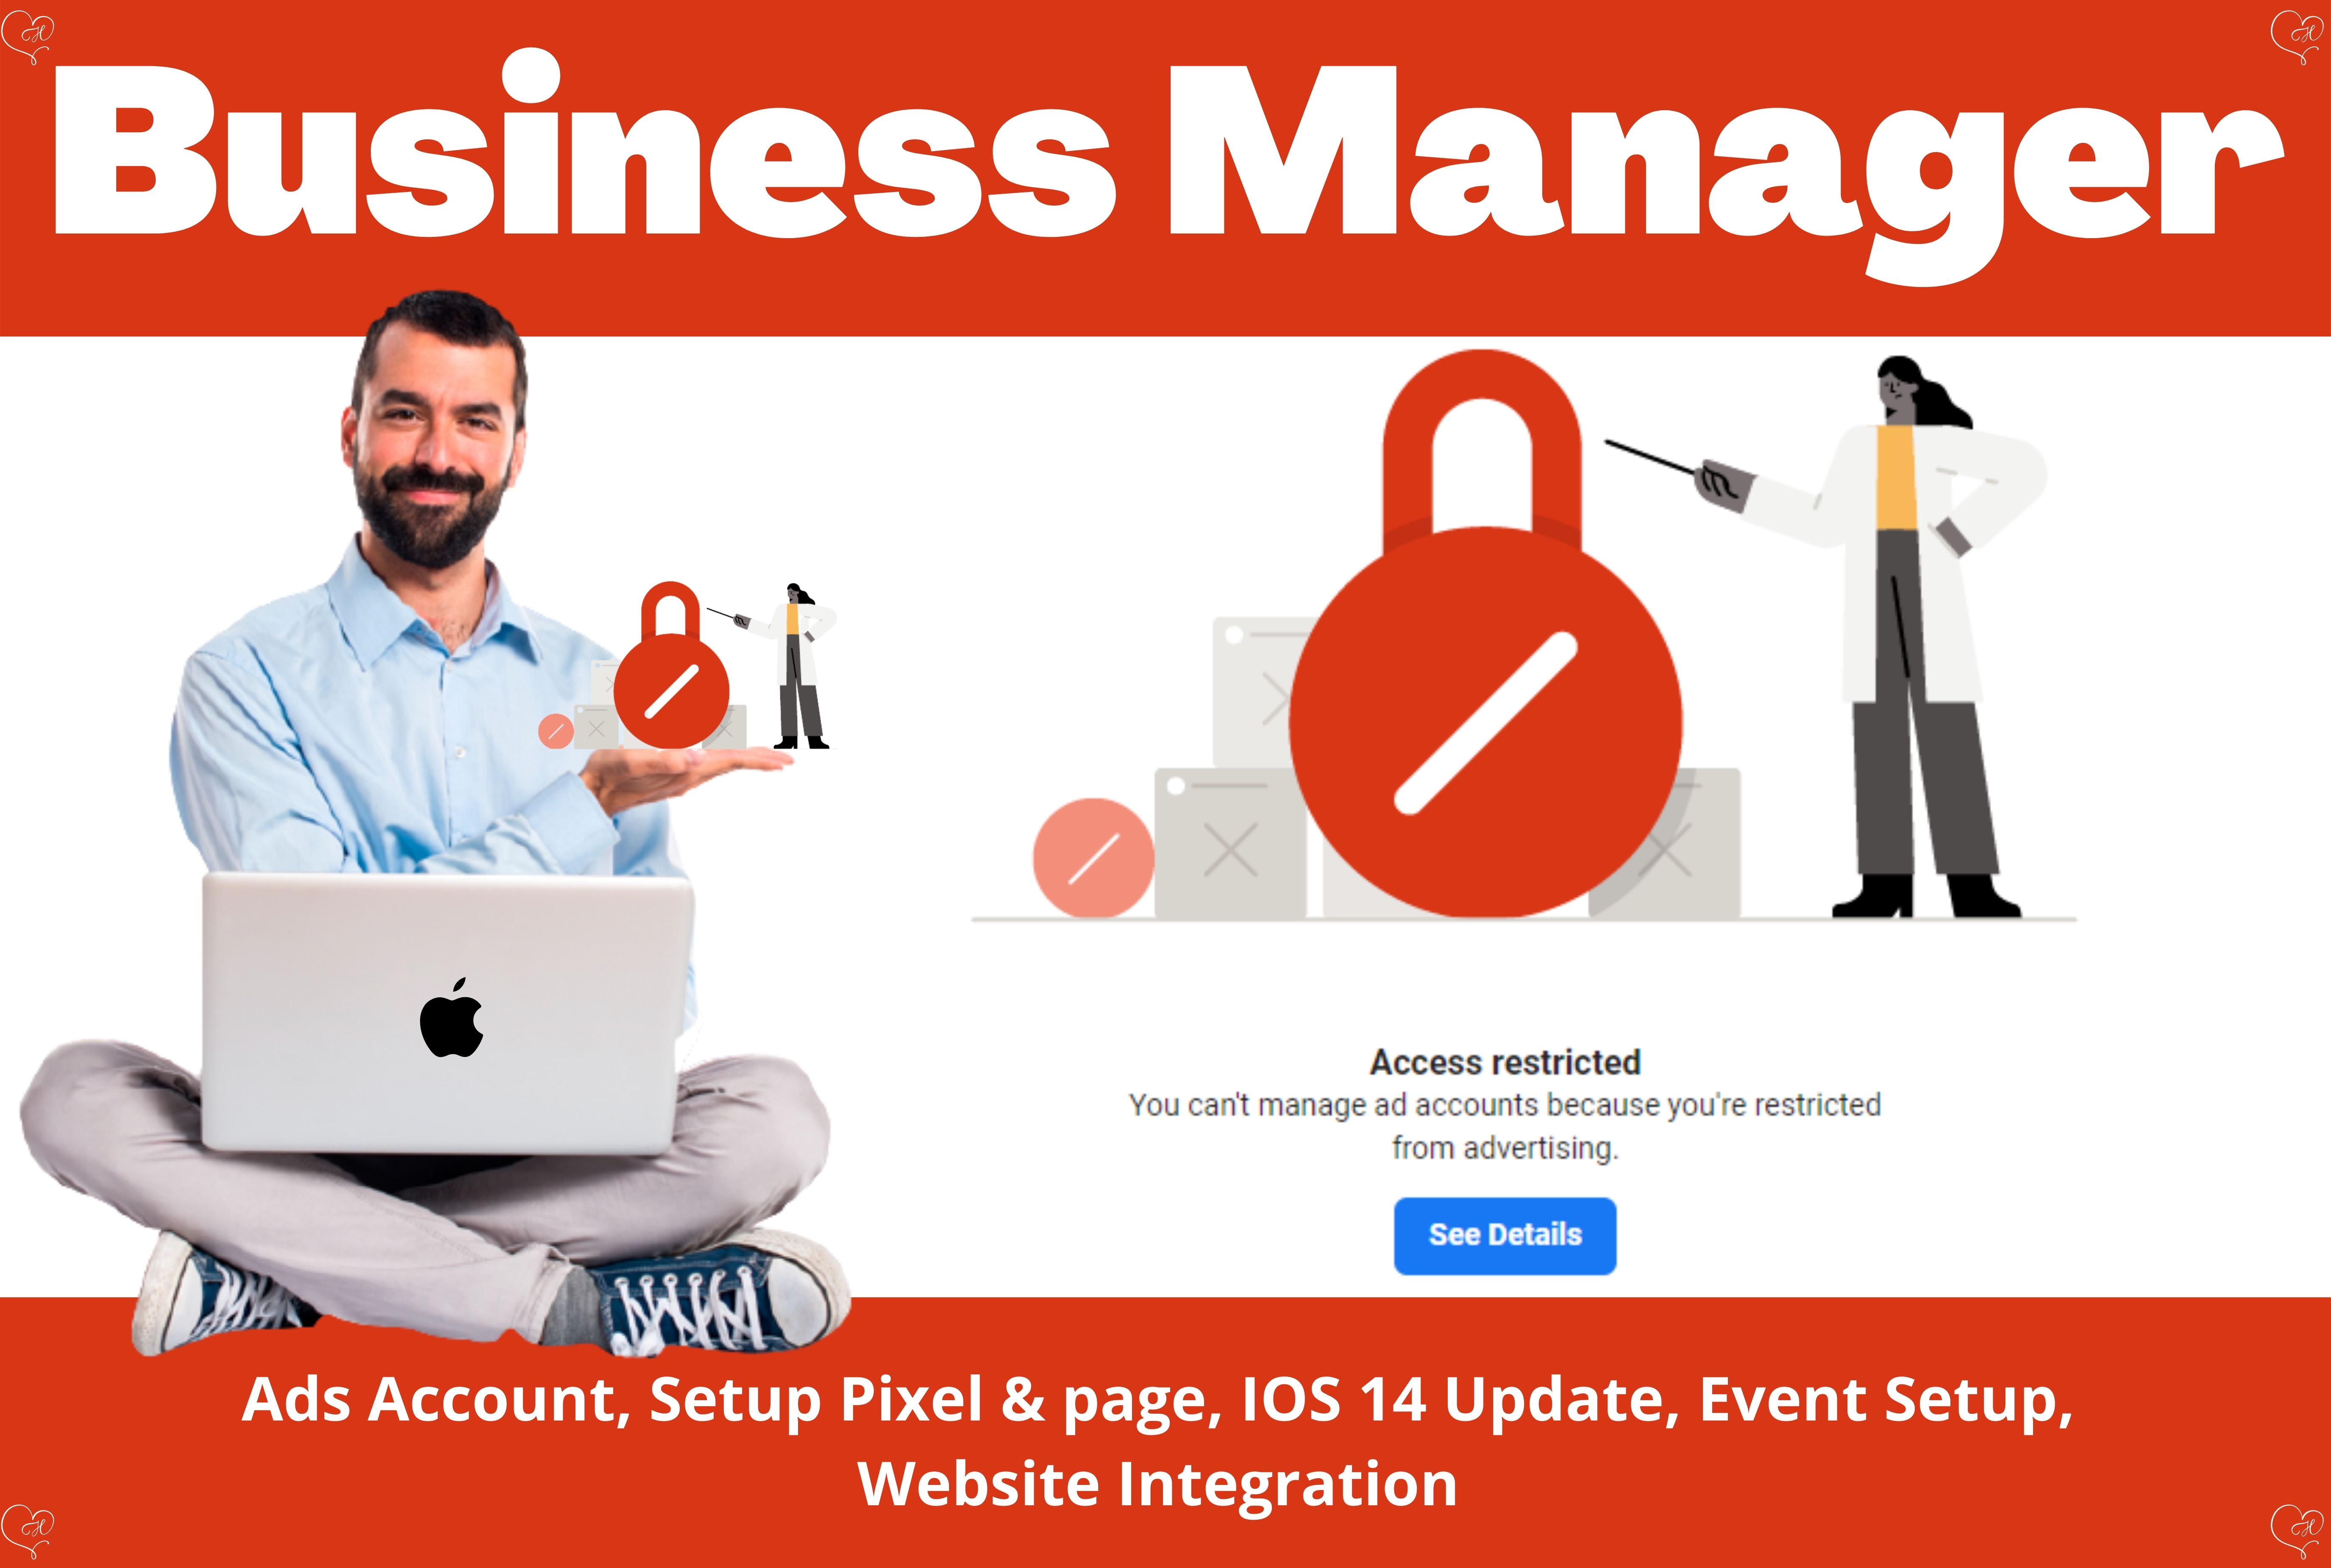 Business Manager
Access restricted
You can't manage ad accounts because you're restricted
from advertising.
See Details
Ads Account, Setup Pixel & page, IOS 14 Update, Event Setup,
Website Integration